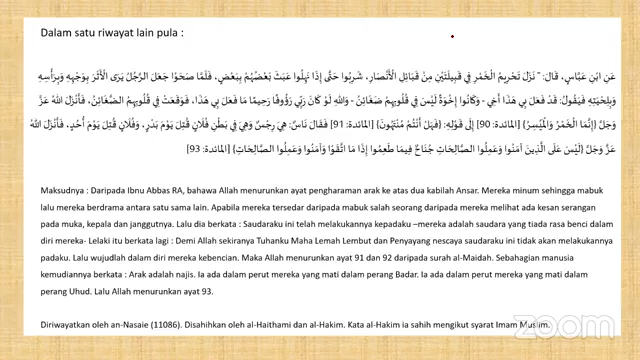 Dalam satu riwayat lain pula :
عَنِ ابْنِ عَبَّاسٍ، قَالَ: " نَزَلَ تَحْرِيمُ الْخَمْرِ فِي قَبِيلَتَيْنِ مِنْ قَبَائِلِ الْأَنْصَارِ، شَرِبُوا حَتَّى إِذَا نَهِلُوا عَبَثَ بَعْضُهُمْ بِبَعْضٍ، فَلَمَّا صَحَوْا جَعَلَ الرَّجُلُ يَرَى الْأَثَرَ بِوَجْهِهِ وَبِرَأْسِهِ
وَبِلِحْيَتِهِ فَيَقُولُ: قَدْ فَعَلَ بِي هَذَا أَخِي - وَكَانُوا إِخْوَةً لَيْسَ فِي قُلُوبِهِمْ ضَغَائِنُ - وَاللهِ لَوْ كَانَ بِي رَؤُوفًا رَحِيمًا مَا فَعَلَ بِي هَذَا، فَوَقَعَتْ فِي قُلُوبِهِمُ الضَّغَائِنُ، فَأَنْزَلَ اللهُ عَزَّ
وَجَلَّ {إِنَّمَا الْخَمْرُ وَالْمَيْسِرُ} [المائدة: 90] إِلَى قَوْلِهِ: {فَهَلْ أَنْتُمْ مُنْتَهُونَ} [المائدة: 91] فَقَالَ نَاسٌ: هِيَ رِجْسٌ وَهِيَ فِي بَطْنِ فُلَانٍ قُتِلَ يَوْمَ بَدْرٍ، وَفُلَانٍ قُتِلَ يَوْمَ أُحُدٍ، فَأَنْزَلَ اللهُ
عَزَّ وَجَلَّ {لَيْسَ عَلَى الَّذِينَ آمَنُوا وَعَمِلُوا الصَّالِحَاتِ جُنَاحٌ فِيمَا طَعِمُوا إِذَا مَا اتَّقَوْا وَآمَنُوا وَعَمِلُوا الصَّالِحَاتِ} [المائدة: 93]
Maksudnya : Daripada Ibnu Abbas RA, bahawa Allah menurunkan ayat pengharaman arak ke atas dua kabilah Ansar. Mereka minum sehingga mabuk
lalu mereka berdrama antara satu sama lain. Apabila mereka tersedar daripada mabuk salah seorang daripada mereka melihat ada kesan serangan
pada muka, kepala dan janggutnya. Lalu dia berkata : Saudaraku ini telah melakukannya kepadaku –mereka adalah saudara yang tiada rasa benci dalam
diri mereka- Lelaki itu berkata lagi : Demi Allah sekiranya Tuhanku Maha Lemah Lembut dan Penyayang nescaya saudaraku ini tidak akan melakukannya
padaku. Lalu wujudlah dalam diri mereka kebencian. Maka Allah menurunkan ayat 91 dan 92 daripada surah al-Maidah. Sebahagian manusia
kemudiannya berkata : Arak adalah najis. Ia ada dalam perut mereka yang mati dalam perang Badar. Ia ada dalam perut mereka yang mati dalam
perang Uhud. Lalu Allah menurunkan ayat 93.
Diriwayatkan oleh an-Nasaie (11086). Disahihkan oleh al-Haithami dan al-Hakim. Kata al-Hakim ia sahih mengikut syarat Imam Muslim.
zoom